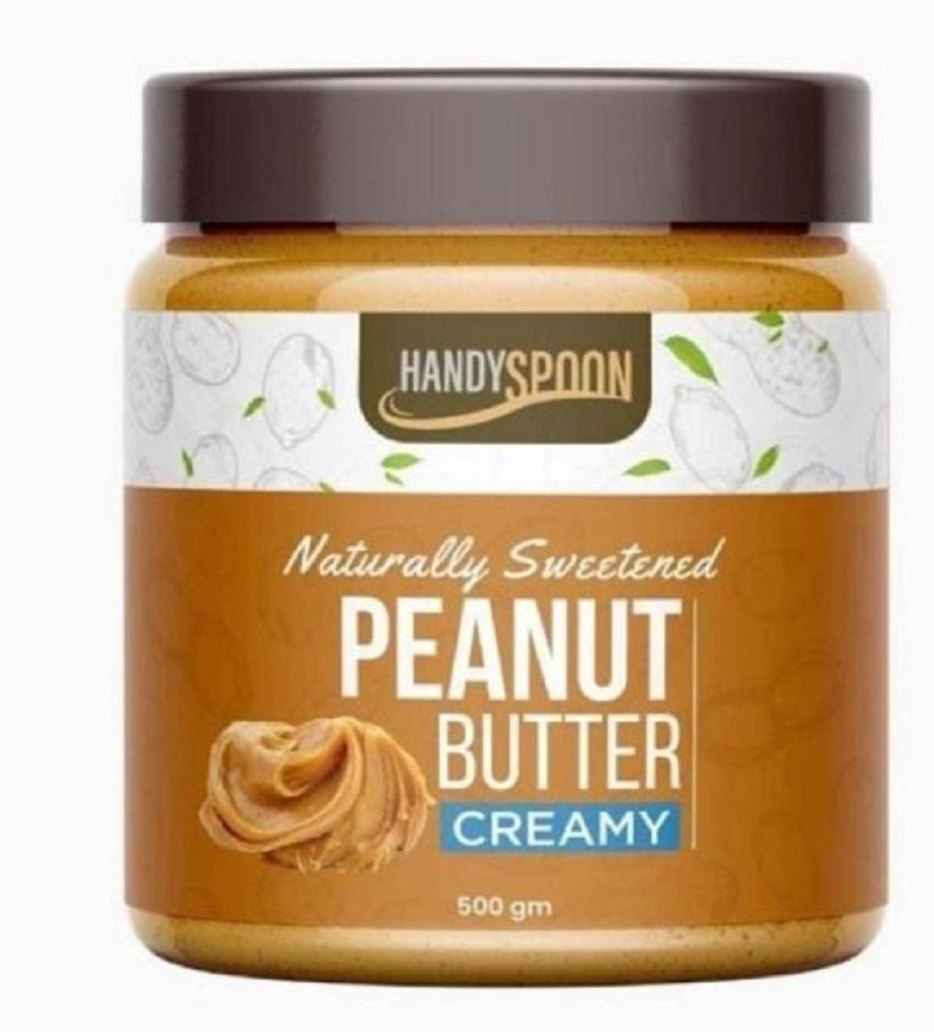 HANDYSPOON
Naturally Sweetened
PEANUT
BUTTER
CREAMY
500 gm